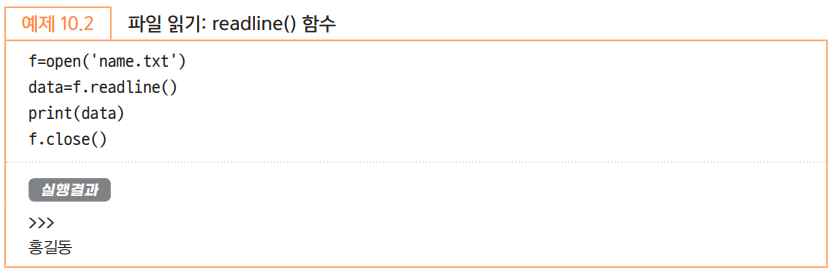 예제 10.2 파일 읽기: readline() 함수
f=open('name.txt')
data=f.readline()
print(data)
f.close()
실행결과
>>>
홍길동